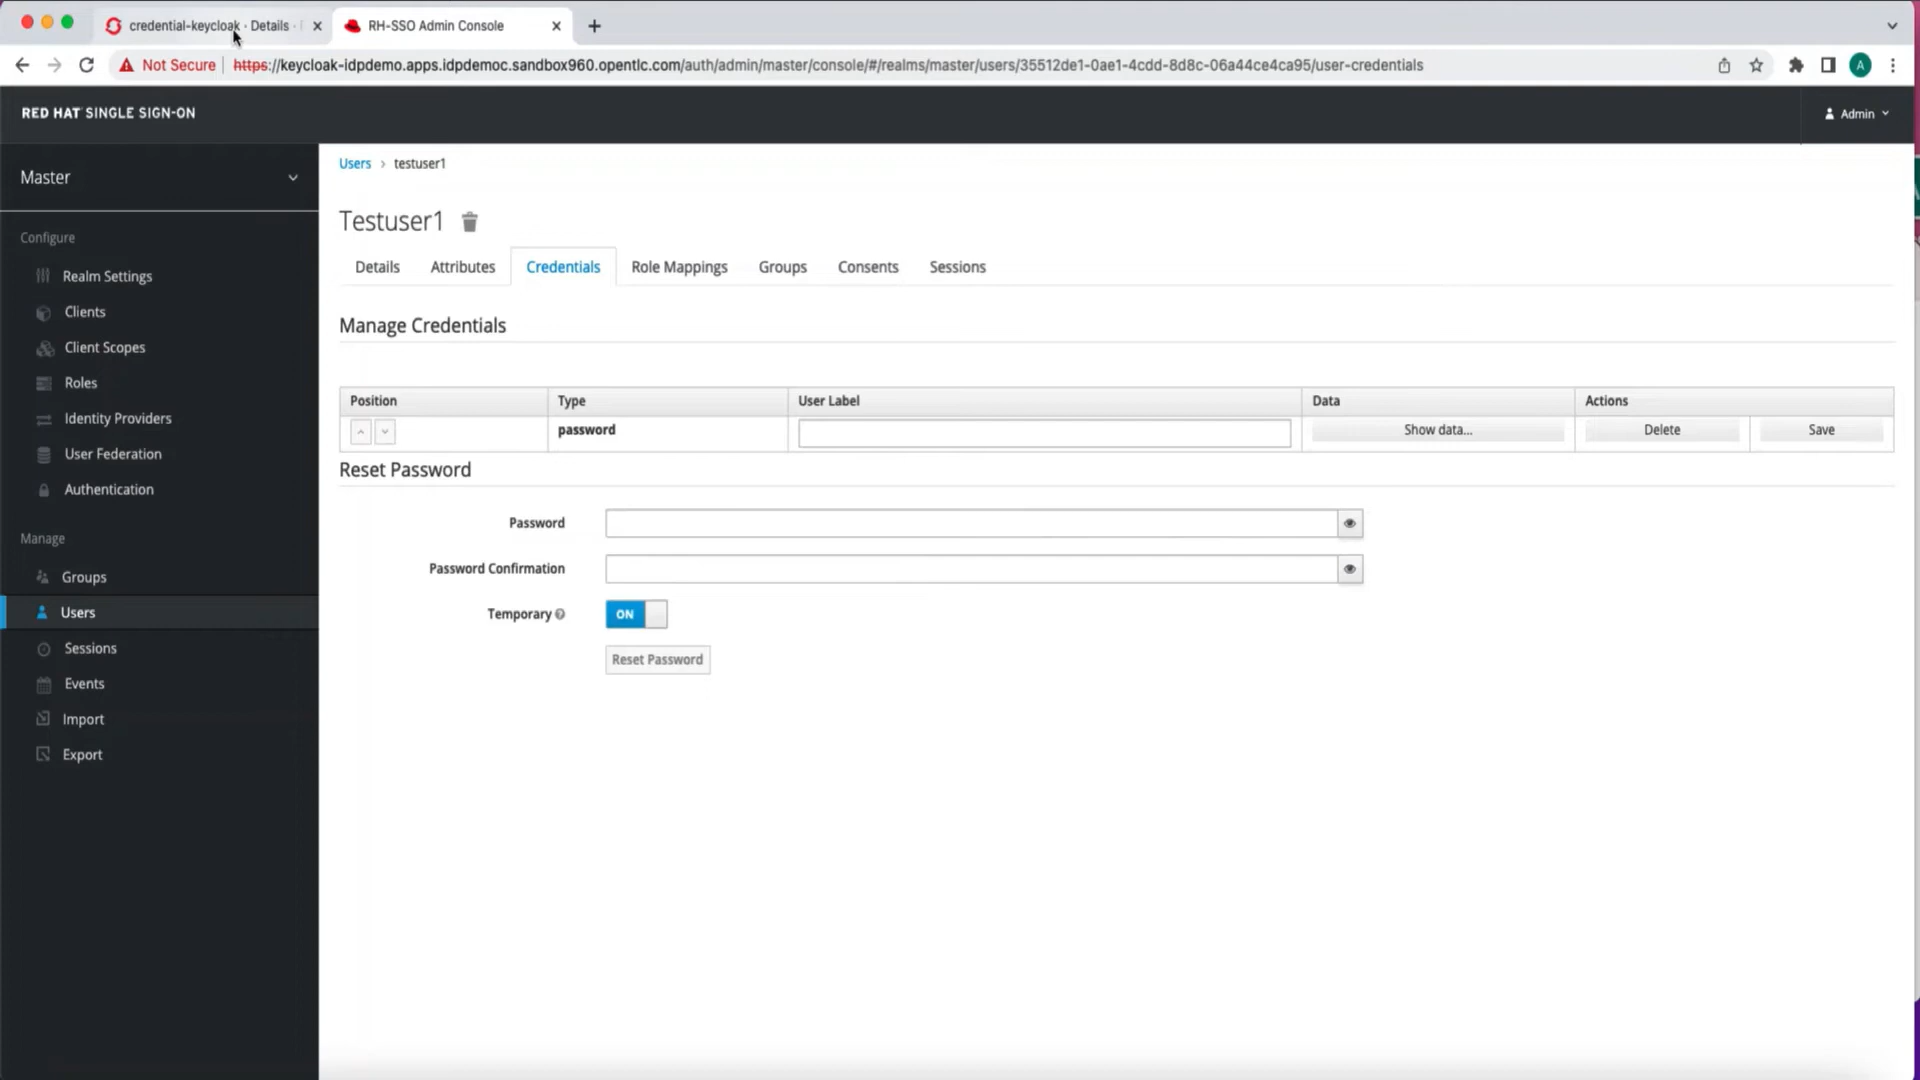 credential-keycloak · Details ·
RH-SSO Admin Console
Not Secure
https://keycloak-idpdemo.apps.idpdemoc.sandbox960.opentlc.com/auth/admin/master/console/#/realms/master/users/35512de1-0ae1-4cdd-8d8c-06a44ce4ca95/user-credentials
A
RED HAT SINGLE SIGN-ON
Admin
Master
Configure
Realm Settings
Clients
Client Scopes
Roles
Identity Providers
User Federation
Authentication
Manage
Groups
Users
Sessions
Events
Import
Export
Users > testuser1
Testuser1
Details Attributes Credentials Role Mappings Groups Consents Sessions
Manage Credentials
Position Type User Label Data Actions
password Show data... Delete Save
Reset Password
Password
Password Confirmation
Temporary ON
Reset Password